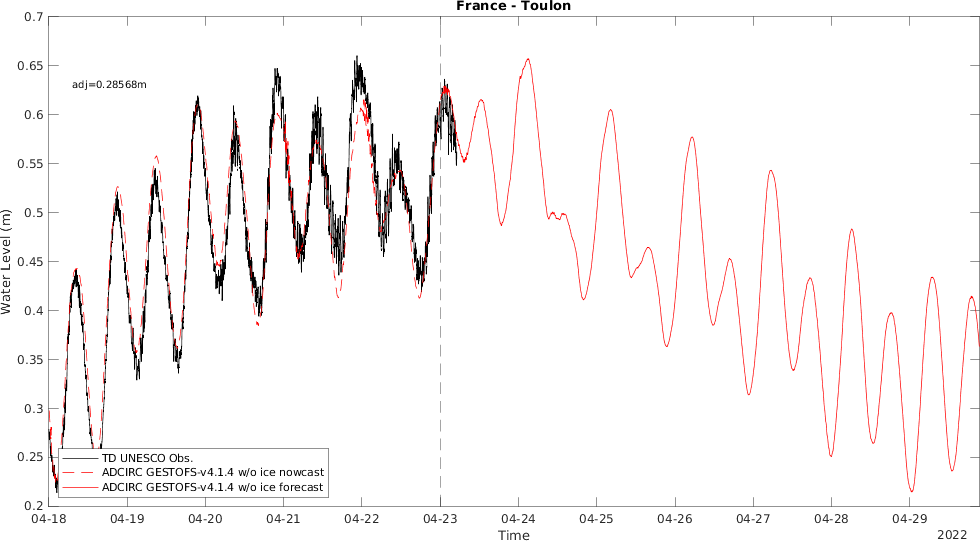 France - Toulon
0.7
0.65
adj=0.28568m
0.6
0.55
0.5
Water Level (m)
0.45
0.4
0.35
0.3
0.25
0.2
TD UNESCO Obs.
ADCIRC GESTOFS-v4.1.4 w/o ice nowcast
ADCIRC GESTOFS-v4.1.4 w/o ice forecast
04-18 04-19 04-20 04-21 04-22 04-23 04-24 04-25 04-26 04-27 04-28 04-29
Time
2022